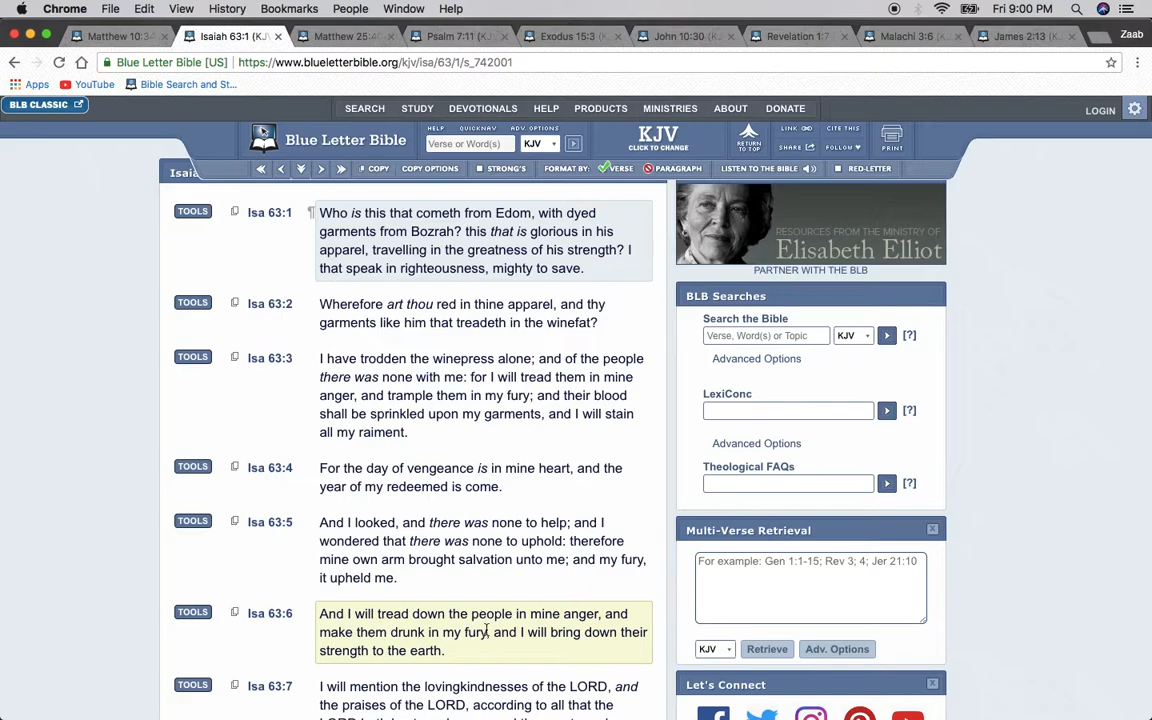 Chrome File Edit View History Bookmarks People Window Help Fri 9:00 PM
Matthew 10:34 Isaiah 63:1 (KJV Matthew 25:4 Psalm 7:11 (KJV Exodus 15:3 John 10:30 Revelation 1:7 Malachi 3:6 James 2:13 Zaab
Blue Letter Bible [US] https://www.blueletterbible.org/kjv/isa/63/1/s_742001
Apps YouTube Bible Search and St...
BLB CLASSIC SEARCH STUDY DEVOTIONALS HELP PRODUCTS MINISTRIES ABOUT DONATE LOGIN
HELP QUICKNAV ADV. OPTIONS
Blue Letter Bible Verse or Word(s) KJV
KJV
CLICK TO CHANGE
RETURN
TO TOP
LINK CITE THIS
SHARE FOLLOW
PRINT
Isaia COPY COPY OPTIONS STRONG'S FORMAT BY: VERSE PARAGRAPH LISTEN TO THE BIBLE RED-LETTER
TOOLS Isa 63:1 ¶ Who is this that cometh from Edom, with dyed
garments from Bozrah? this that is glorious in his
apparel, travelling in the greatness of his strength? I
that speak in righteousness, mighty to save.
TOOLS Isa 63:2 Wherefore art thou red in thine apparel, and thy
garments like him that treadeth in the winefat?
TOOLS Isa 63:3 I have trodden the winepress alone; and of the people
there was none with me: for I will tread them in mine
anger, and trample them in my fury; and their blood
shall be sprinkled upon my garments, and I will stain
all my raiment.
TOOLS Isa 63:4 For the day of vengeance is in mine heart, and the
year of my redeemed is come.
TOOLS Isa 63:5 And I looked, and there was none to help; and I
wondered that there was none to uphold: therefore
mine own arm brought salvation unto me; and my fury,
it upheld me.
TOOLS Isa 63:6 And I will tread down the people in mine anger, and
make them drunk in my fury, and I will bring down their
strength to the earth.
TOOLS Isa 63:7 I will mention the lovingkindnesses of the LORD, and
the praises of the LORD, according to all that the
RESOURCES FROM THE MINISTRY OF
Elisabeth Elliot
PARTNER WITH THE BLB
BLB Searches
Search the Bible
Verse, Word(s) or Topic KJV [?]
Advanced Options
LexiConc
[?]
Advanced Options
Theological FAQs
[?]
Multi-Verse Retrieval x
For example: Gen 1:1-15; Rev 3; 4; Jer 21:10
KJV Retrieve Adv. Options
Let's Connect x